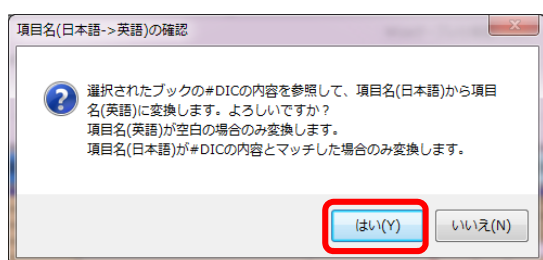 項目名(日本語->英語)の確認
選択されたブックの#DICの内容を参照して、項目名(日本語)から項目
名(英語)に変換します。よろしいですか?
項目名(英語)が空白の場合のみ変換します。
項目名(日本語)が#DICの内容とマッチした場合のみ変換します。
はい(Y)
いいえ(N)